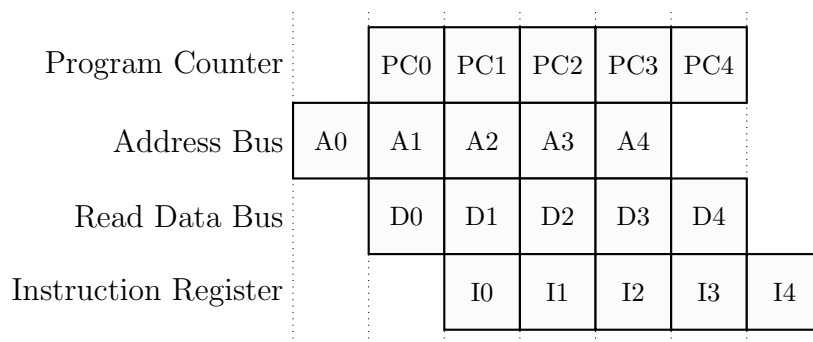 Program Counter PC0 PC1 PC2 PC3 PC4
Address Bus A0 A1 A2 A3 A4
Read Data Bus D0 D1 D2 D3 D4
Instruction Register I0 I1 I2 I3 I4